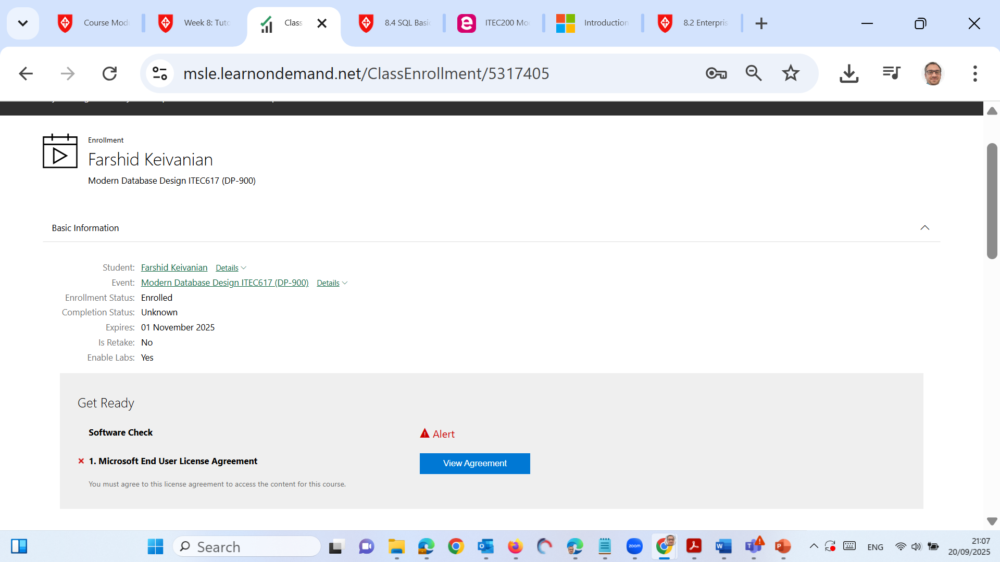 Course Modu
Week 8: Tuto
Class
8.4 SQL Basic
ITEC200 Mod
Introduction
8.2 Enterpris
msle.learnondemand.net/ClassEnrollment/5317405
Enrollment
Farshid Keivanian
Modern Database Design ITEC617 (DP-900)
Basic Information
Student: Farshid Keivanian Details
Event: Modern Database Design ITEC617 (DP-900) Details
Enrollment Status: Enrolled
Completion Status: Unknown
Expires: 01 November 2025
Is Retake: No
Enable Labs: Yes
Get Ready
Software Check
Alert
1. Microsoft End User License Agreement
View Agreement
You must agree to this license agreement to access the content for this course.
Search
zoom
ENG
21:07
20/09/2025